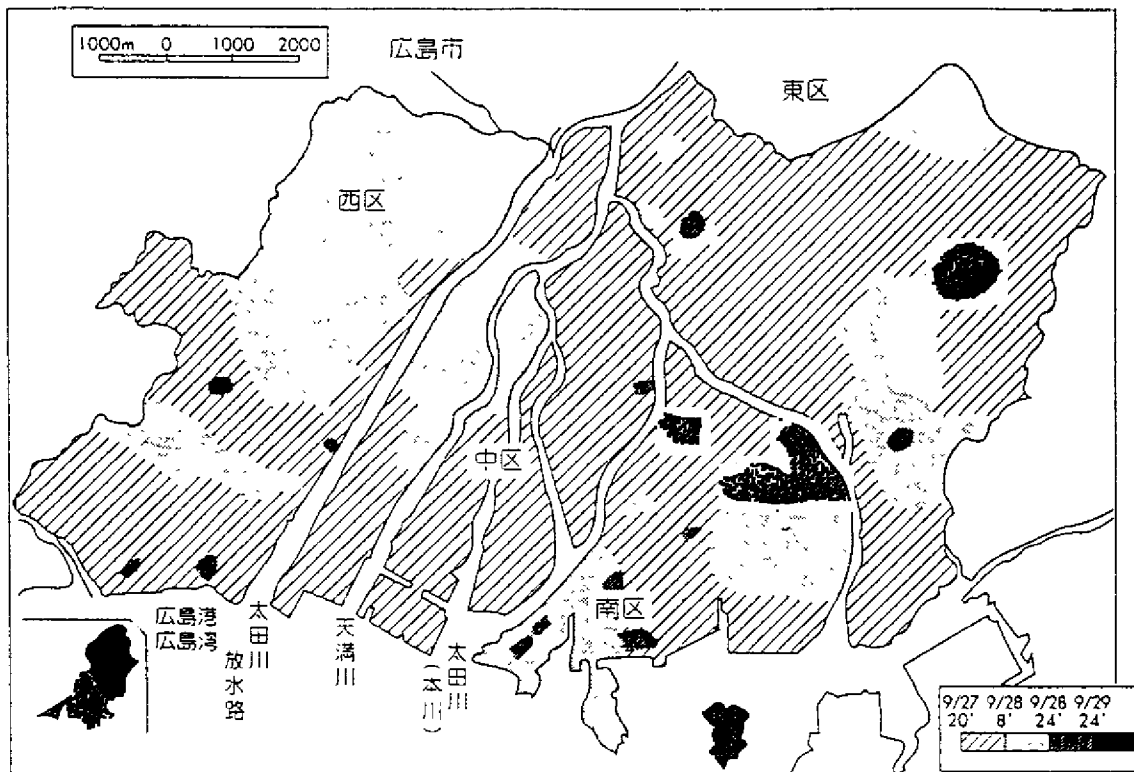 1000m 0 1000 2000
広島市
東区
西区
中区
南区
広島港
広島湾
太田川
放水路
天満川
太田川
(本川)
9/27 9/28 9/28 9/29
20' 8' 24' 24'